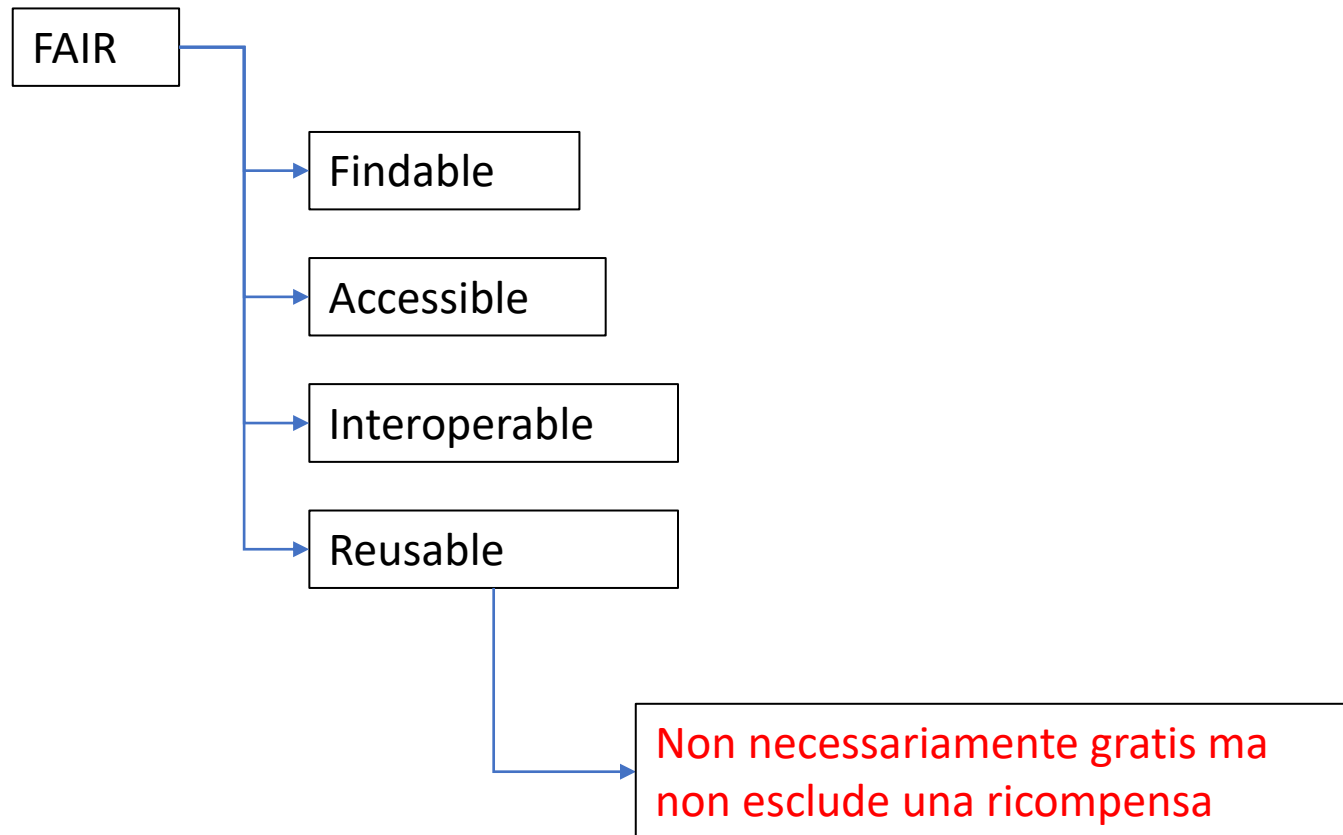 FAIR
Findable
Accessible
Interoperable
Reusable
Non necessariamente gratis ma
non esclude una ricompensa